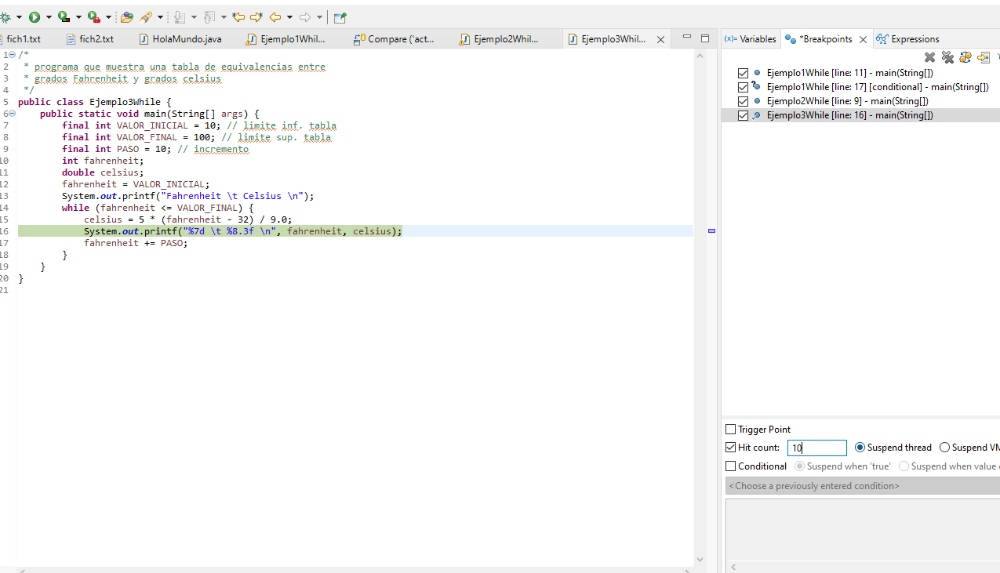 fich1.txt fich2.txt HolaMundo.java Ejemplo1Whil... Compare ('act... Ejemplo2Whil... Ejemplo3Whil...
(x)= Variables *Breakpoints Expressions
1 /*
2  * programa que muestra una tabla de equivalencias entre
3  * grados Fahrenheit y grados celsius
4  */
5 public class Ejemplo3While {
6     public static void main(String[] args) {
7         final int VALOR_INICIAL = 10; // limite inf. tabla
8         final int VALOR_FINAL = 100; // limite sup. tabla
9         final int PASO = 10; // incremento
10         int fahrenheit;
11         double celsius;
12         fahrenheit = VALOR_INICIAL;
13         System.out.printf("Fahrenheit \t Celsius \n");
14         while (fahrenheit <= VALOR_FINAL) {
15             celsius = 5 * (fahrenheit - 32) / 9.0;
16             System.out.printf("%7d \t %8.3f \n", fahrenheit, celsius);
17             fahrenheit += PASO;
18         }
19     }
20 }
21
Ejemplo1While [line: 11] - main(String[])
Ejemplo1While [line: 17] [conditional] - main(String[])
Ejemplo2While [line: 9] - main(String[])
Ejemplo3While [line: 16] - main(String[])
Trigger Point
Hit count: 10 Suspend thread Suspend VM
Conditional Suspend when 'true' Suspend when value
<Choose a previously entered condition>